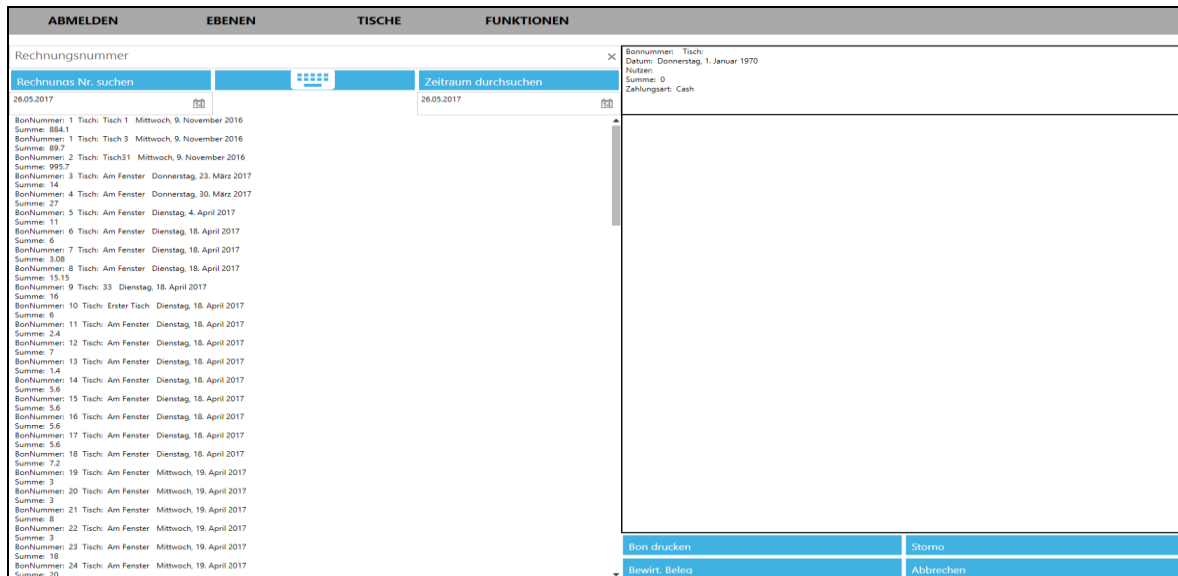 ABMELDEN EBENEN TISCHE FUNKTIONEN
Rechnungsnummer
Rechnungs Nr. suchen Zeitraum durchsuchen
26.05.2017 14 26.05.2017 14
BonNummer: 1 Tisch: Tisch 1 Mittwoch, 9. November 2016
Summe: 884.1
BonNummer: 1 Tisch: Tisch 3 Mittwoch, 9. November 2016
Summe: 89.7
BonNummer: 2 Tisch: Tisch31 Mittwoch, 9. November 2016
Summe: 995.7
BonNummer: 3 Tisch: Am Fenster Donnerstag, 23. März 2017
Summe: 14
BonNummer: 4 Tisch: Am Fenster Donnerstag, 30. März 2017
Summe: 27
BonNummer: 5 Tisch: Am Fenster Dienstag, 4. April 2017
Summe: 11
BonNummer: 6 Tisch: Am Fenster Dienstag, 18. April 2017
Summe: 6
BonNummer: 7 Tisch: Am Fenster Dienstag, 18. April 2017
Summe: 3.08
BonNummer: 8 Tisch: Am Fenster Dienstag, 18. April 2017
Summe: 15.15
BonNummer: 9 Tisch: 33 Dienstag, 18. April 2017
Summe: 16
BonNummer: 10 Tisch: Erster Tisch Dienstag, 18. April 2017
Summe: 6
BonNummer: 11 Tisch: Am Fenster Dienstag, 18. April 2017
Summe: 2.4
BonNummer: 12 Tisch: Am Fenster Dienstag, 18. April 2017
Summe: 7
BonNummer: 13 Tisch: Am Fenster Dienstag, 18. April 2017
Summe: 1.4
BonNummer: 14 Tisch: Am Fenster Dienstag, 18. April 2017
Summe: 5.6
BonNummer: 15 Tisch: Am Fenster Dienstag, 18. April 2017
Summe: 5.6
BonNummer: 16 Tisch: Am Fenster Dienstag, 18. April 2017
Summe: 5.6
BonNummer: 17 Tisch: Am Fenster Dienstag, 18. April 2017
Summe: 5.6
BonNummer: 18 Tisch: Am Fenster Dienstag, 18. April 2017
Summe: 7.2
BonNummer: 19 Tisch: Am Fenster Mittwoch, 19. April 2017
Summe: 3
BonNummer: 20 Tisch: Am Fenster Mittwoch, 19. April 2017
Summe: 3
BonNummer: 21 Tisch: Am Fenster Mittwoch, 19. April 2017
Summe: 8
BonNummer: 22 Tisch: Am Fenster Mittwoch, 19. April 2017
Summe: 3
BonNummer: 23 Tisch: Am Fenster Mittwoch, 19. April 2017
Summe: 18
BonNummer: 24 Tisch: Am Fenster Mittwoch, 19. April 2017
Summe: 20
Bonnummer: Tisch:
Datum: Donnerstag, 1. Januar 1970
Nutzer:
Summe: 0
Zahlungsart: Cash
Bon drucken Storno
Bewirt. Beleg Abbrechen